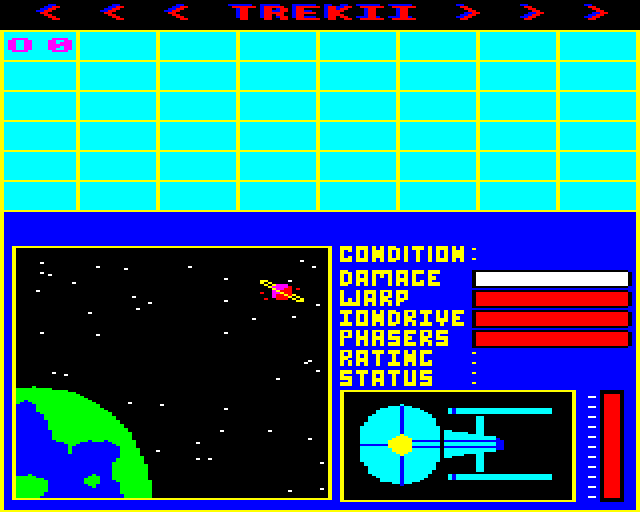 < < < TREKII > > >
0 0
CONDITION :
DAMAGE
WARP
IONDRIVE
PHASERS
RATING :
STATUS :